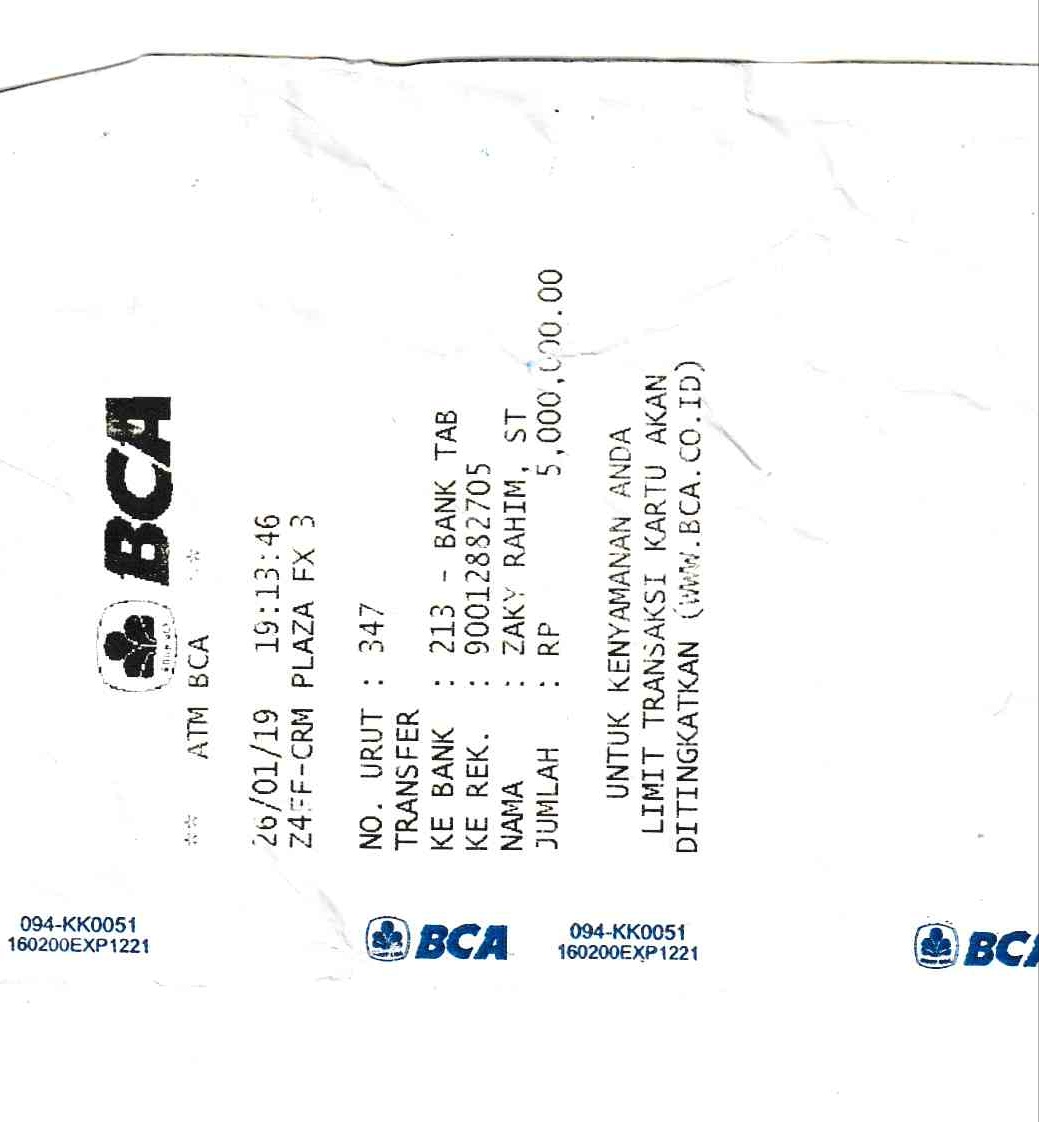 BCA
** ATM BCA **
26/01/19 19:13:46
Z4FF-CRM PLAZA FX 3
NO. URUT : 347
TRANSFER
KE BANK : 213 - BANK TAB
KE REK. : 90012882705
NAMA : ZAKY RAHIM, ST
JUMLAH : RP 5,000,000.00
UNTUK KENYAMANAN ANDA
LIMIT TRANSAKSI KARTU AKAN
DITINGKATKAN (WWW.BCA.CO.ID)
094-KK0051
160200EXP1221
BCA
094-KK0051
160200EXP1221
BCA